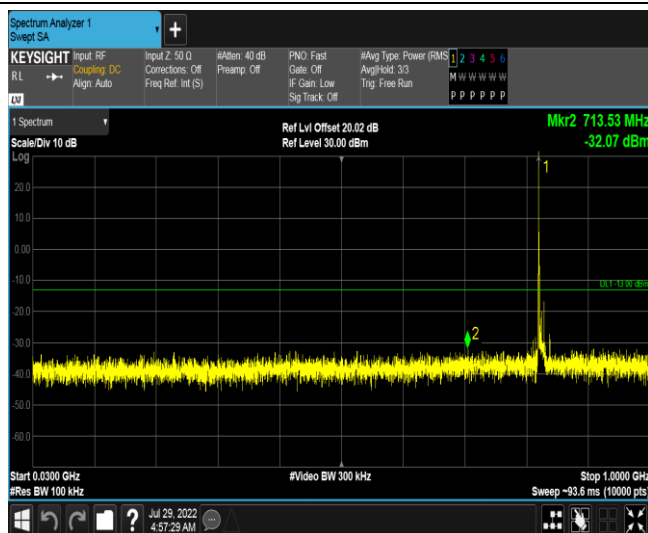 Spectrum Analyzer 1
Swept SA
+
KEYSIGHT Input: RF Input Z: 50 Ω #Atten: 40 dB PNO: Fast #Avg Type: Power (RMS 1 2 3 4 5 6
RL Coupling: DC Corrections: Off Preamp: Off Gate: Off Avg|Hold: 3/3 M W W W W W
Align: Auto Freq Ref: Int (S) IF Gain: Low Trig: Free Run
Sig Track: Off P P P P P P
LXI
1 Spectrum Ref Lvl Offset 20.02 dB Mkr2 713.53 MHz
Scale/Div 10 dB Ref Level 30.00 dBm -32.07 dBm
Log
1
20.0
10.0
0.00
-10.0
DL1 -13.00 dBm
-20.0
-30.0
2
-40.0
-50.0
-60.0
Start 0.0300 GHz #Video BW 300 kHz Stop 1.0000 GHz
#Res BW 100 kHz Sweep ~93.6 ms (10000 pts)
? Jul 29, 2022
4:57:29 AM